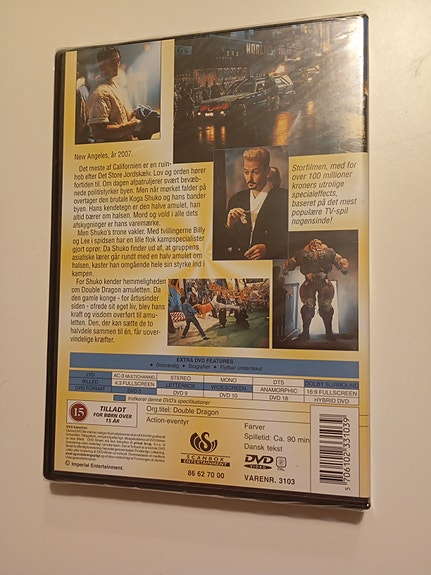 New Angeles, år 2007.
Det meste af Californien er en ruin-
hob efter Det Store Jordskælv. Lov og orden hører
fortiden til. Om dagen afpatruljerer svært bevæb-
nede politistyrker byen. Men når mørket falder på
overtager den brutale Koga Shuko og hans bander
byen. Hans kendetegn er den halve amulet, han
altid bærer om halsen. Mord og vold i alle dets
afskygninger er hans varemærke.
Men Shuko's trone vakler. Med tvillingerne Billy
og Lee i spidsen har en lille flok kampspecialister
gjort oprør. Da Shuko finder ud af, at gruppens
asiatiske lærer går rundt med en halv amulet om
halsen, kaster han omgående hele sin styrke ind i
kampen.
For Shuko kender hemmeligheden
om Double Dragon amuletten. Da
den gamle konge - for årtusinder
siden - ofrede sit eget liv, blev hans
kraft og visdom overført til amu-
letten. Den, der kan sætte de to
halvdele sammen til én, får uover-
vindelige kræfter.
Storfilmen, med for
over 100 millioner
kroners utrolige
specialeffects,
baseret på det mest
populære TV-spil
nogensinde!
EXTRA DVD FEATURES
• Scenevalg • Biografier • Flytbar undertekst
LYD AC-3 MULTICHANNEL STEREO MONO DTS DOLBY SURROUND
BILLED 4:3 FULLSCREEN LETTERBOX WIDESCREEN ANAMORPHIC 16:9 FULLSCREEN
DVD FORMAT DVD 5 DVD 9 DVD 10 DVD 18 HYBRID DVD
Indikerer denne DVD's specifikationer
15
TILLADT
FOR BØRN OVER
15 ÅR
Org.titel: Double Dragon
Action-eventyr
Farver
Spilletid: Ca. 90 min
Dansk tekst
© Imperial Entertainment.
SCANBOX
ENTERTAINMENT
86 62 70 00
DVD
VIDEO
2
VARENR. 3103
5 706102 331039